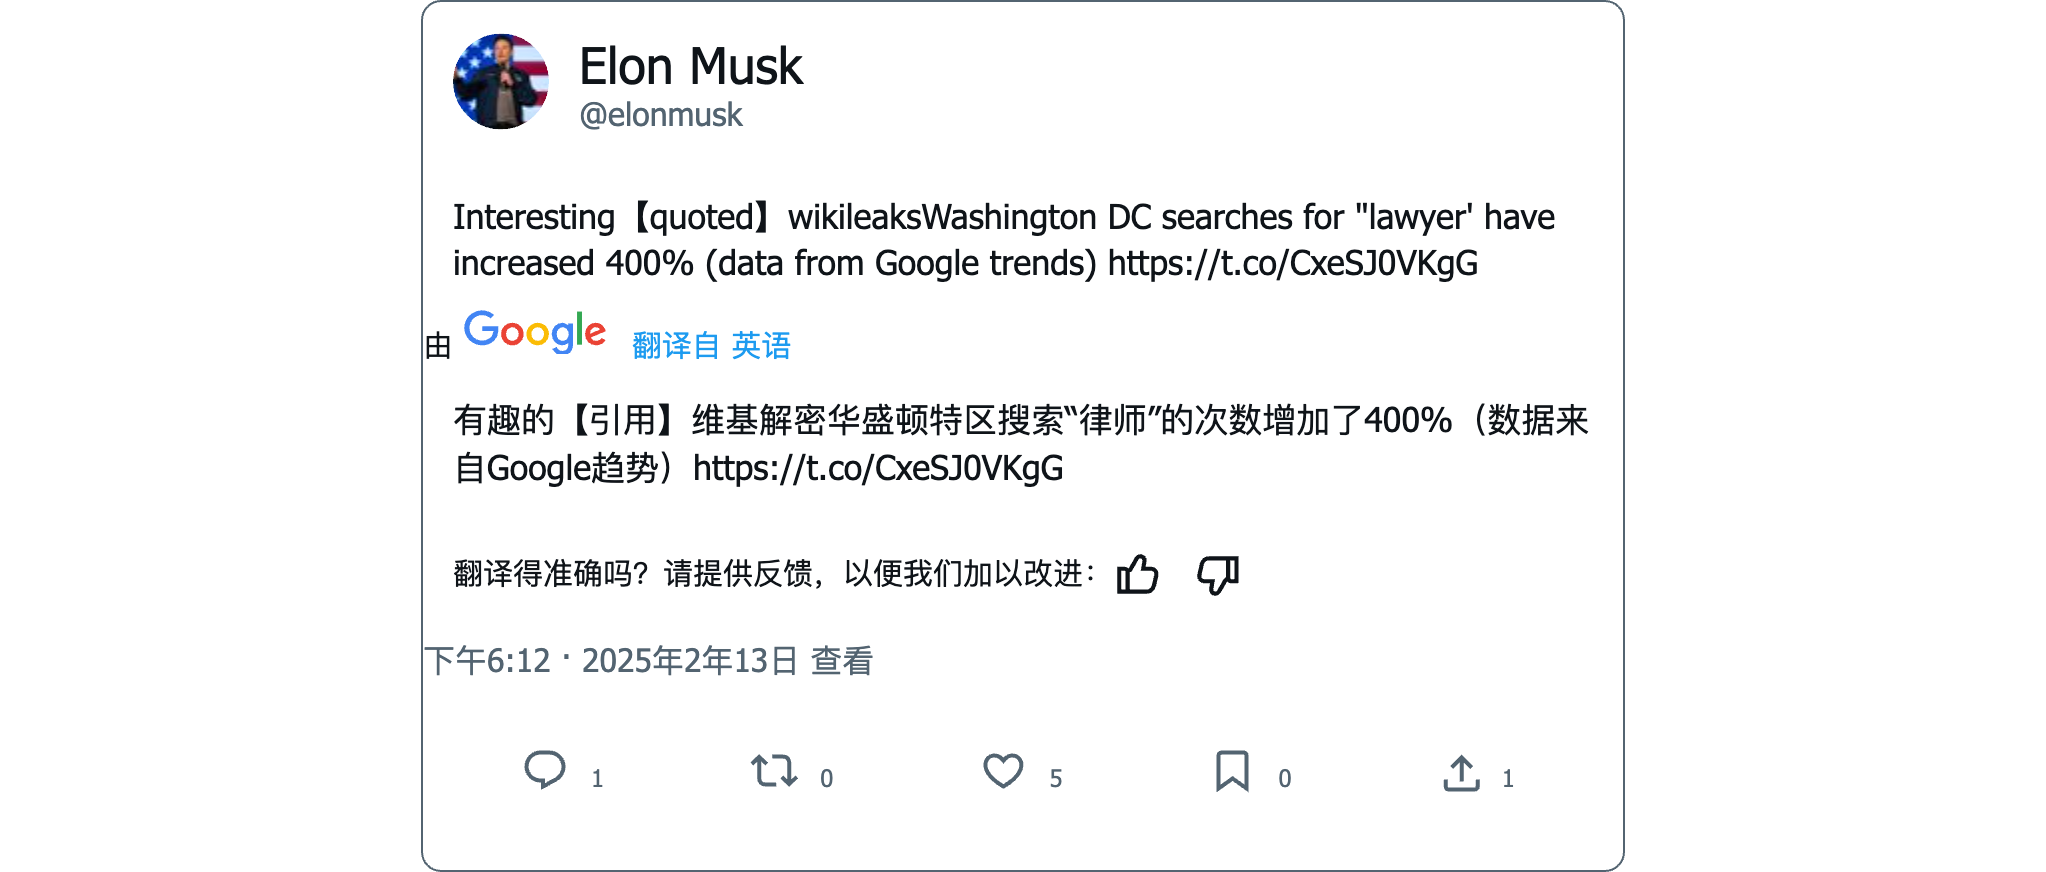 Elon Musk
@elonmusk
Interesting【quoted】wikileaksWashington DC searches for "lawyer' have
increased 400% (data from Google trends) https://t.co/CxeSJ0VKgG
由 Google 翻译自 英语
有趣的【引用】维基解密华盛顿特区搜索“律师”的次数增加了400%（数据来
自Google趋势）https://t.co/CxeSJ0VKgG
翻译得准确吗？请提供反馈，以便我们加以改进：
下午6:12 · 2025年2年13日 查看
1 0 5 0 1